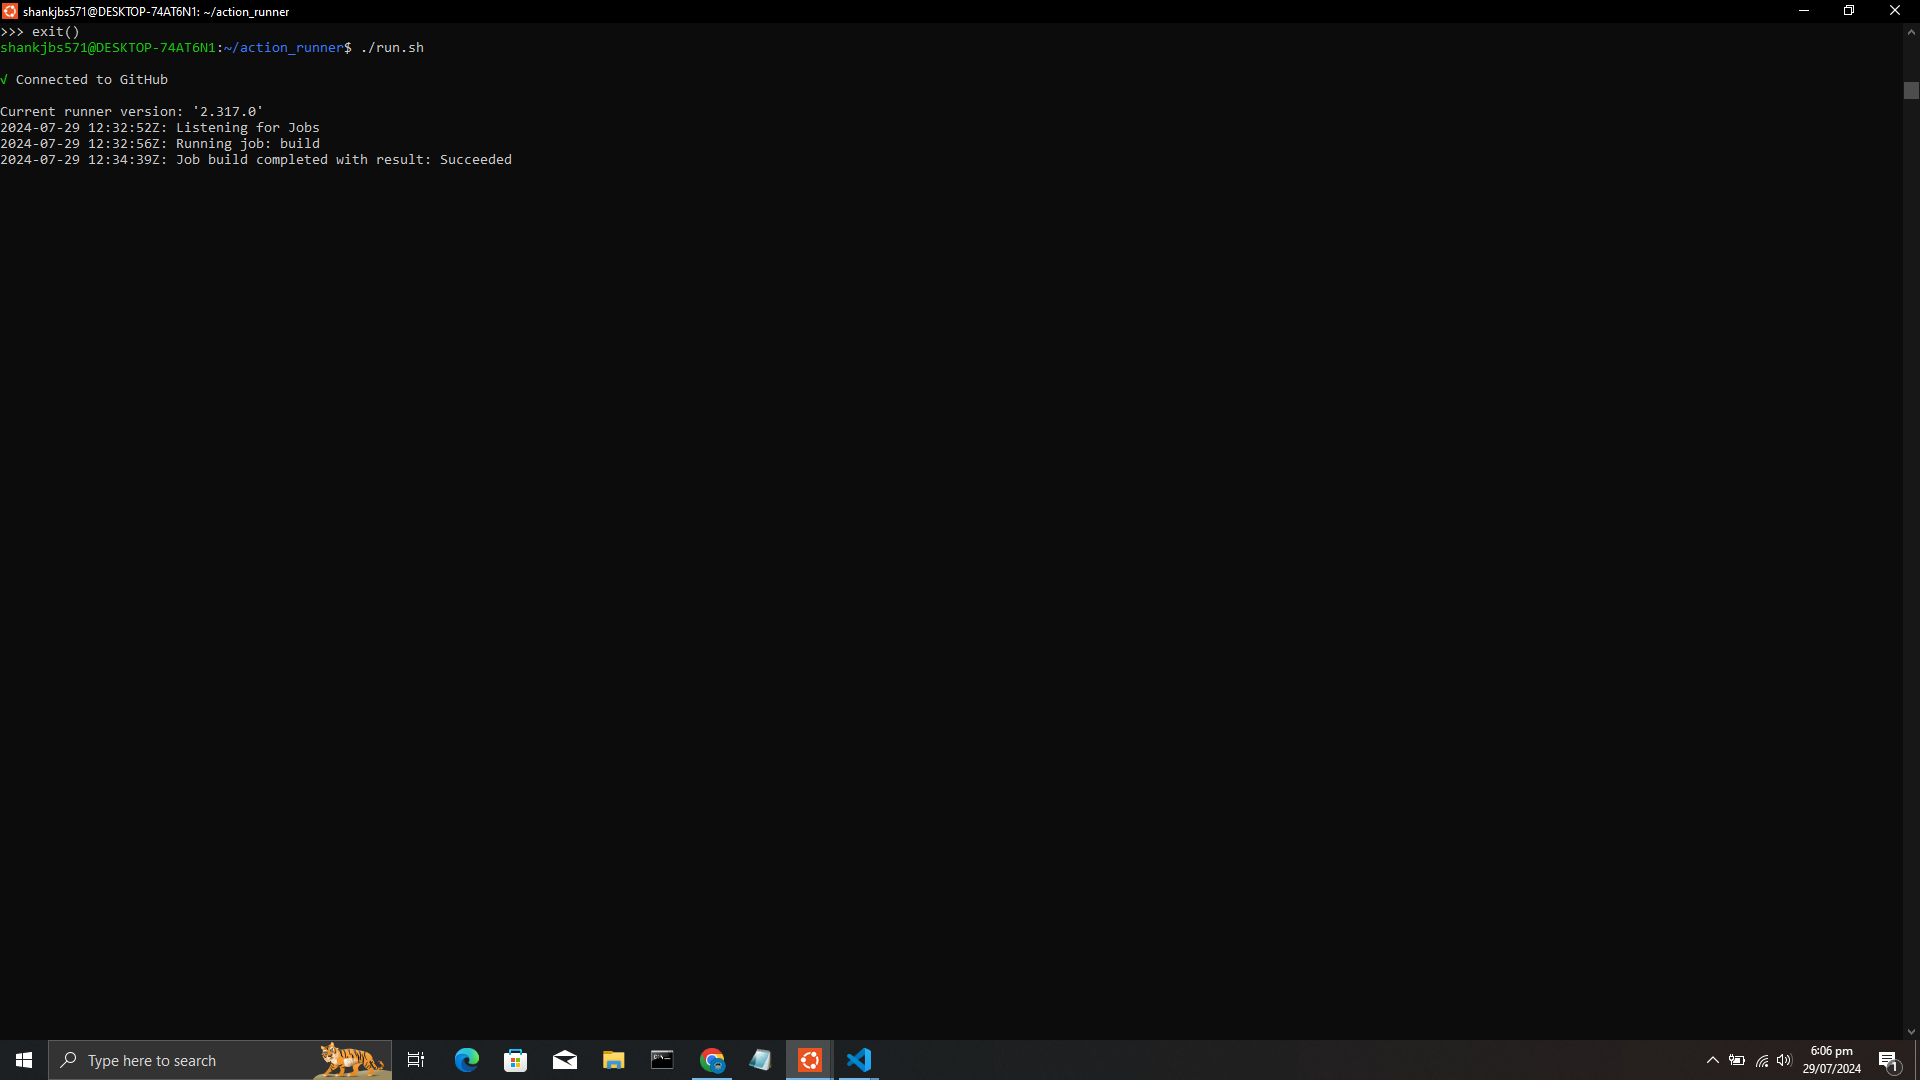 shankjbs571@DESKTOP-74AT6N1: ~/action_runner
>>> exit()
shankjbs571@DESKTOP-74AT6N1:~/action_runner$ ./run.sh
√ Connected to GitHub
Current runner version: '2.317.0'
2024-07-29 12:32:52Z: Listening for Jobs
2024-07-29 12:32:56Z: Running job: build
2024-07-29 12:34:39Z: Job build completed with result: Succeeded
Type here to search
6:06 pm
29/07/2024
1